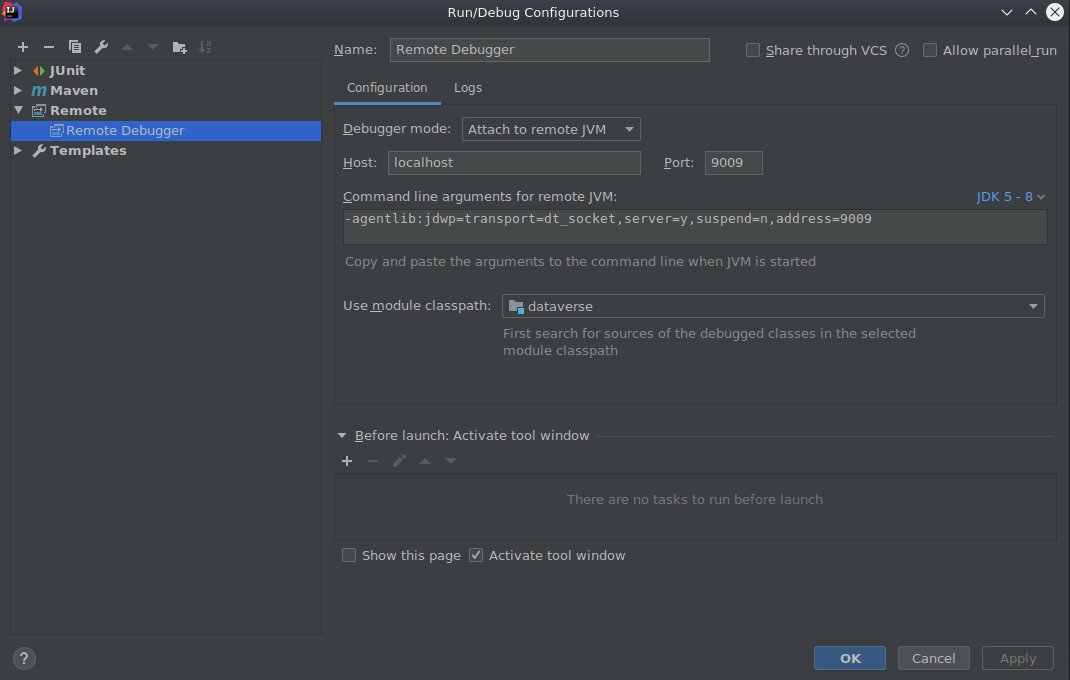 Run/Debug Configurations
Name: Remote Debugger Share through VCS ? Allow parallel run
JUnit
Maven
Remote
Remote Debugger
Templates
Configuration Logs
Debugger mode: Attach to remote JVM
Host: localhost Port: 9009
Command line arguments for remote JVM: JDK 5 - 8
-agentlib:jdwp=transport=dt_socket,server=y,suspend=n,address=9009
Copy and paste the arguments to the command line when JVM is started
Use module classpath: dataverse
First search for sources of the debugged classes in the selected
module classpath
Before launch: Activate tool window
There are no tasks to run before launch
Show this page Activate tool window
? OK Cancel Apply